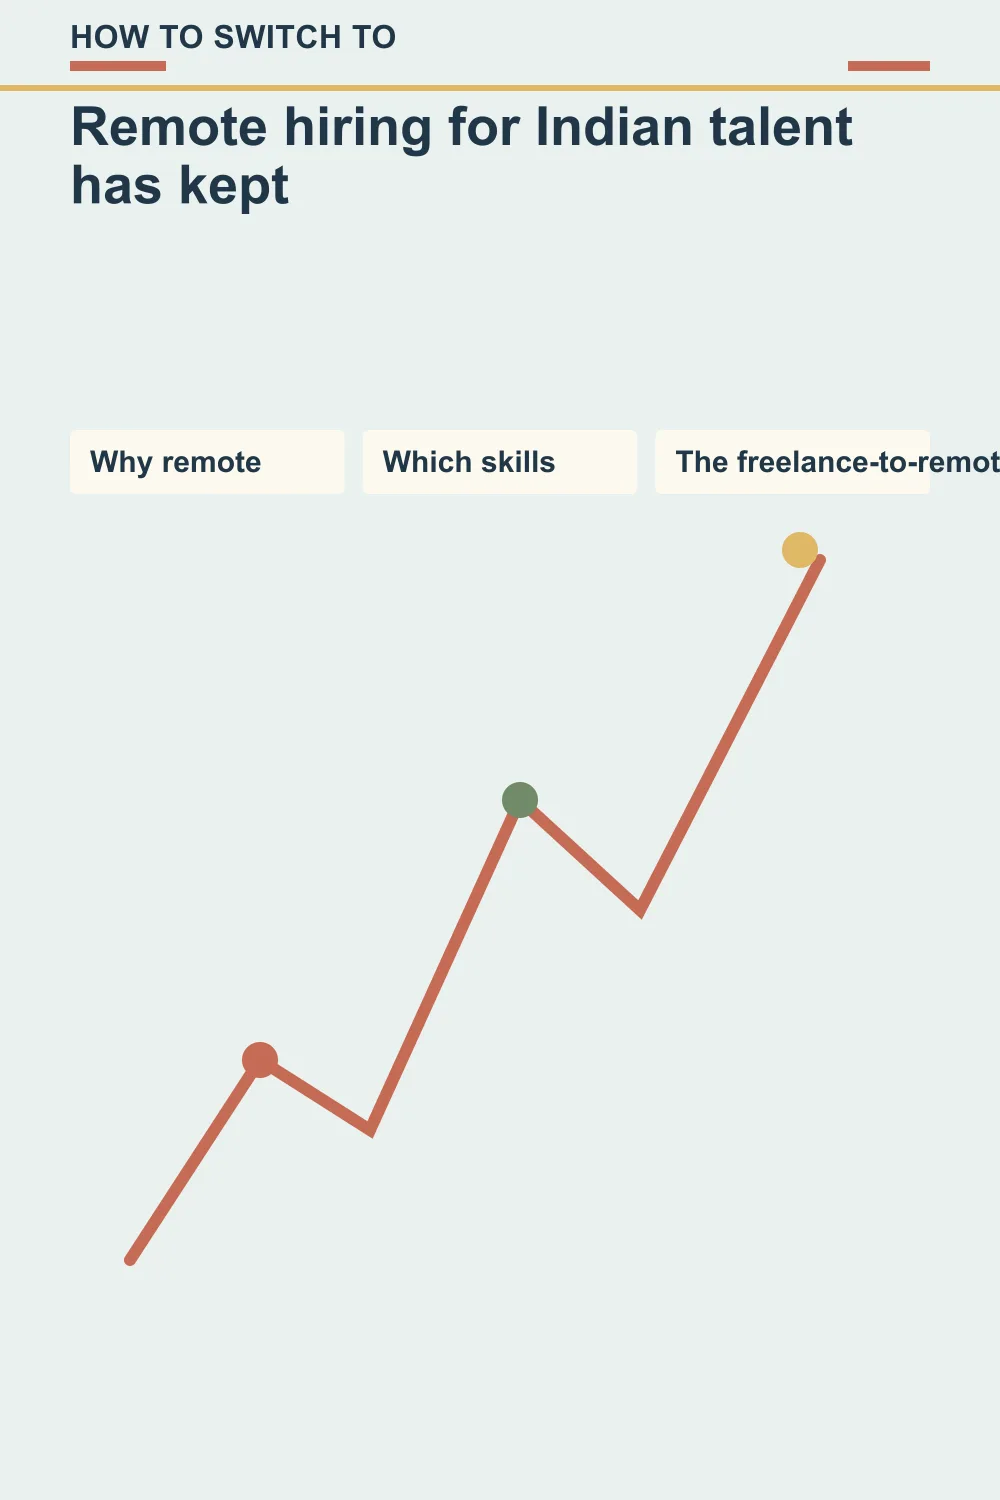 HOW TO SWITCH TO
Remote hiring for Indian talent
has kept
Why remote
Which skills
The freelance-to-remot